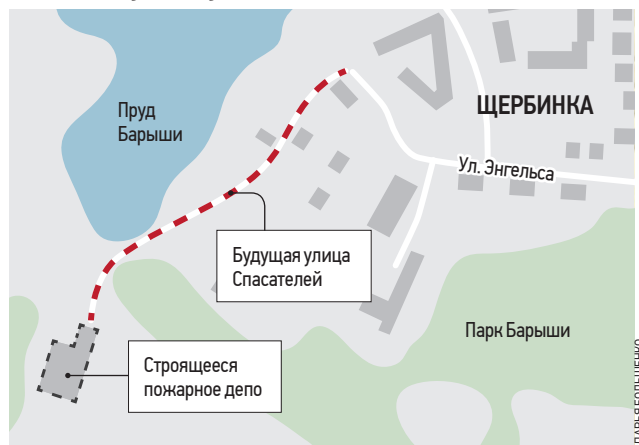 Пруд
Барыши
ЩЕРБИНКА
Ул. Энгельса
Будущая улица
Спасателей
Парк Барыши
Строящееся
пожарное депо